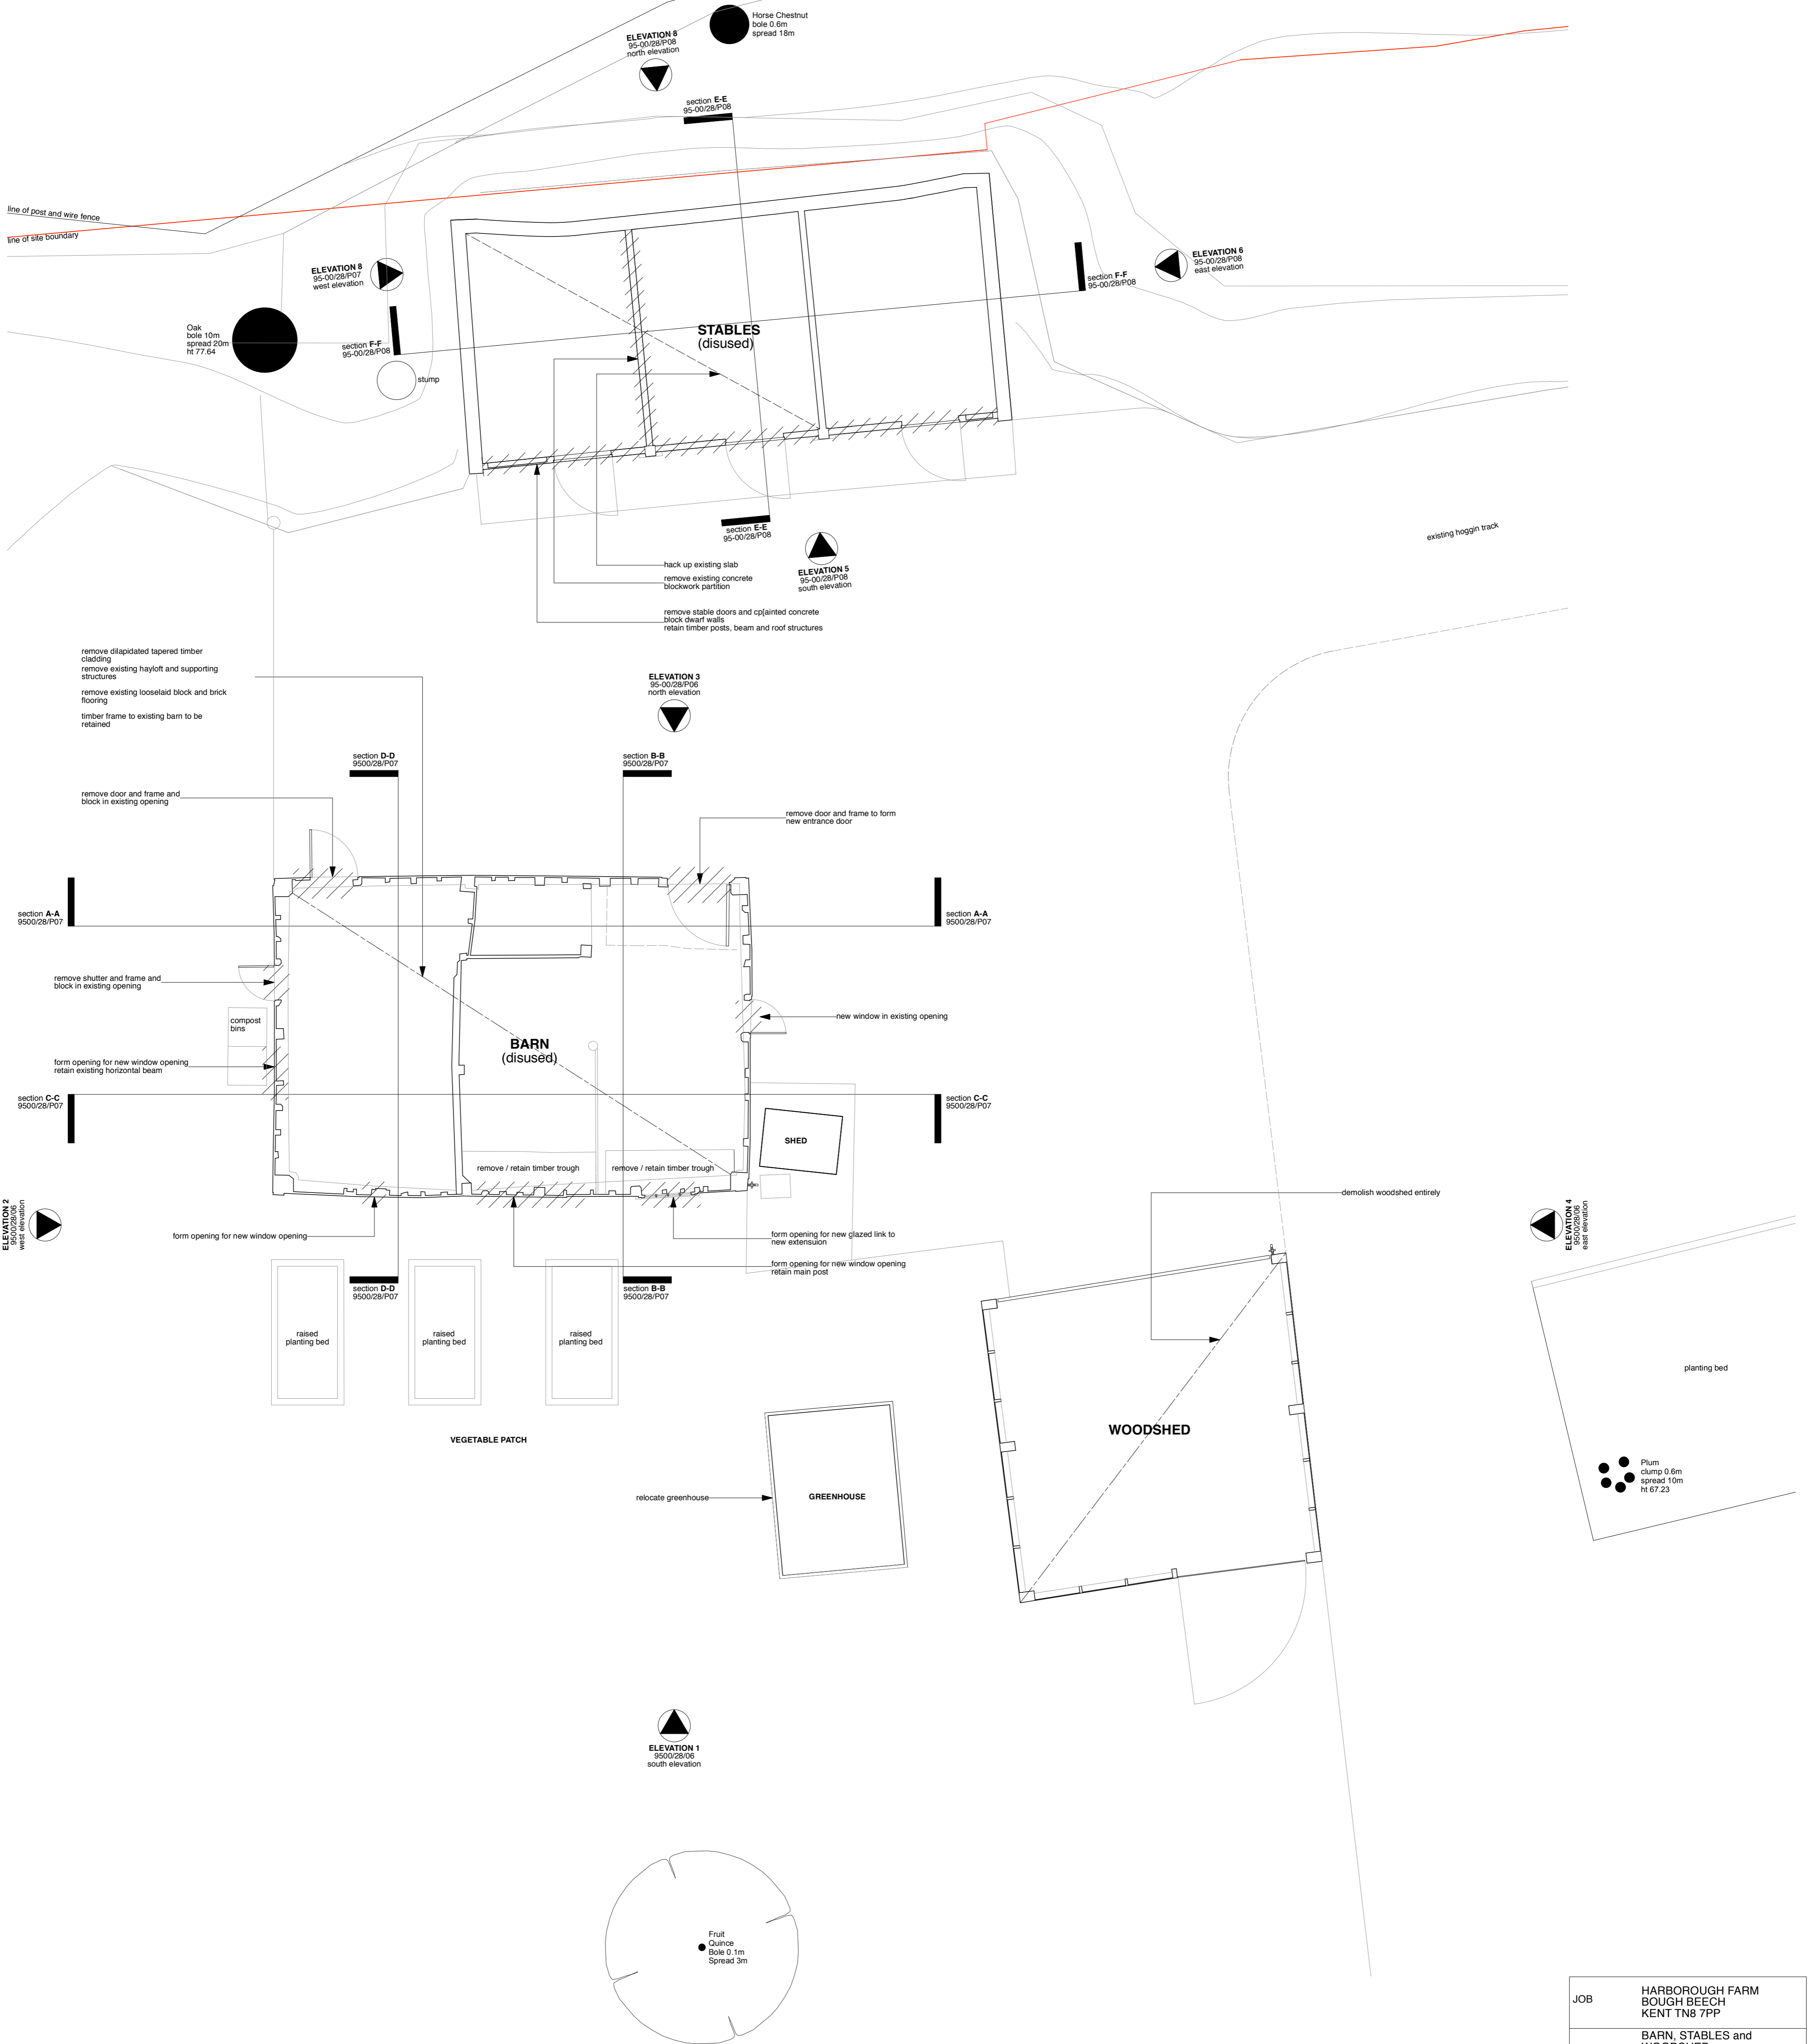 Horse Chestnut
bole 0.6m
spread 18m
ELEVATION 8
95-00/28/P08
north elevation
section E-E
95-00/28/P08
line of post and wire fence
line of site boundary
ELEVATION 8
95-00/28/P07
west elevation
ELEVATION 6
95-00/28/P08
east elevation
section F-F
95-00/28/P08
Oak
bole 10m
spread 20m
ht 77.64
section F-F
95-00/28/P08
STABLES
(disused)
stump
section E-E
95-00/28/P08
existing hoggin track
hack up existing slab
remove existing concrete
blockwork partition
ELEVATION 5
95-00/28/P08
south elevation
remove stable doors and cp[ainted concrete
block dwarf walls
retain timber posts, beam and roof structures
remove dilapidated tapered timber
cladding
remove existing hayloft and supporting
structures
remove existing looselaid block and brick
flooring
timber frame to existing barn to be
retained
ELEVATION 3
95-00/28/P06
north elevation
section D-D
9500/28/P07
section B-B
9500/28/P07
remove door and frame and
block in existing opening
remove door and frame to form
new entrance door
section A-A
9500/28/P07
section A-A
9500/28/P07
remove shutter and frame and
block in existing opening
compost
bins
new window in existing opening
BARN
(disused)
form opening for new window opening
retain existing horizontal beam
section C-C
9500/28/P07
section C-C
9500/28/P07
SHED
remove / retain timber trough
remove / retain timber trough
demolish woodshed entirely
ELEVATION 2
9500/28/06
west elevation
ELEVATION 4
9500/28/06
east elevation
form opening for new window opening
form opening for new glazed link to
new extensuion
form opening for new window opening
retain main post
section D-D
9500/28/P07
section B-B
9500/28/P07
raised
planting bed
raised
planting bed
raised
planting bed
planting bed
VEGETABLE PATCH
WOODSHED
Plum
clump 0.6m
spread 10m
ht 67.23
relocate greenhouse
GREENHOUSE
ELEVATION 1
9500/28/06
south elevation
Fruit
Quince
Bole 0.1m
Spread 3m
JOB
HARBOROUGH FARM
BOUGH BEECH
KENT TN8 7PP
BARN, STABLES and